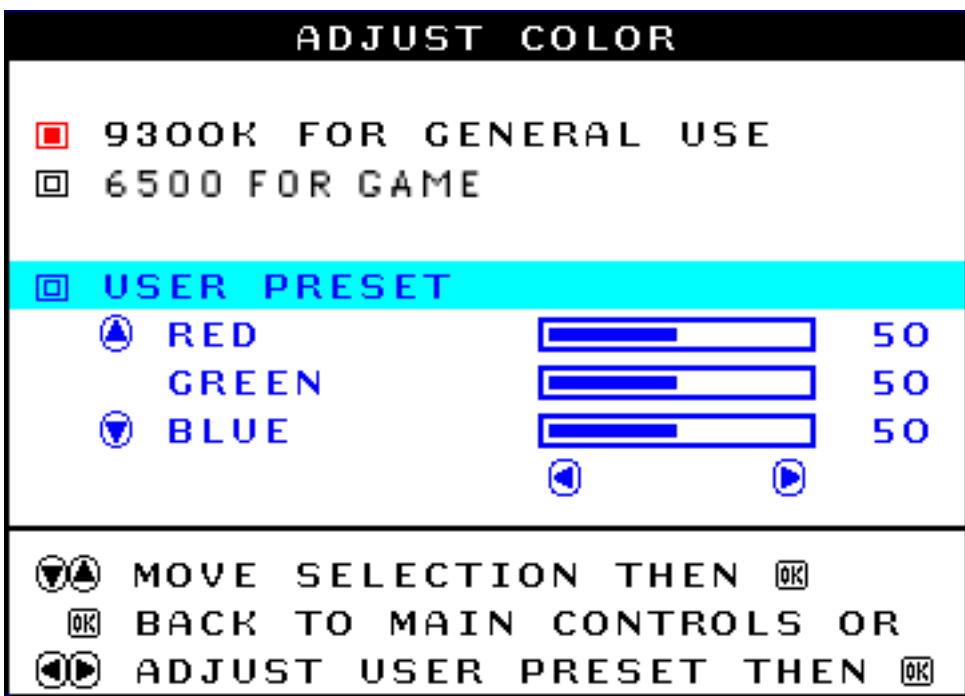 ADJUST COLOR
9300K FOR GENERAL USE
6500 FOR GAME
USER PRESET
RED 50
GREEN 50
BLUE 50
MOVE SELECTION THEN OK
OK BACK TO MAIN CONTROLS OR
ADJUST USER PRESET THEN OK